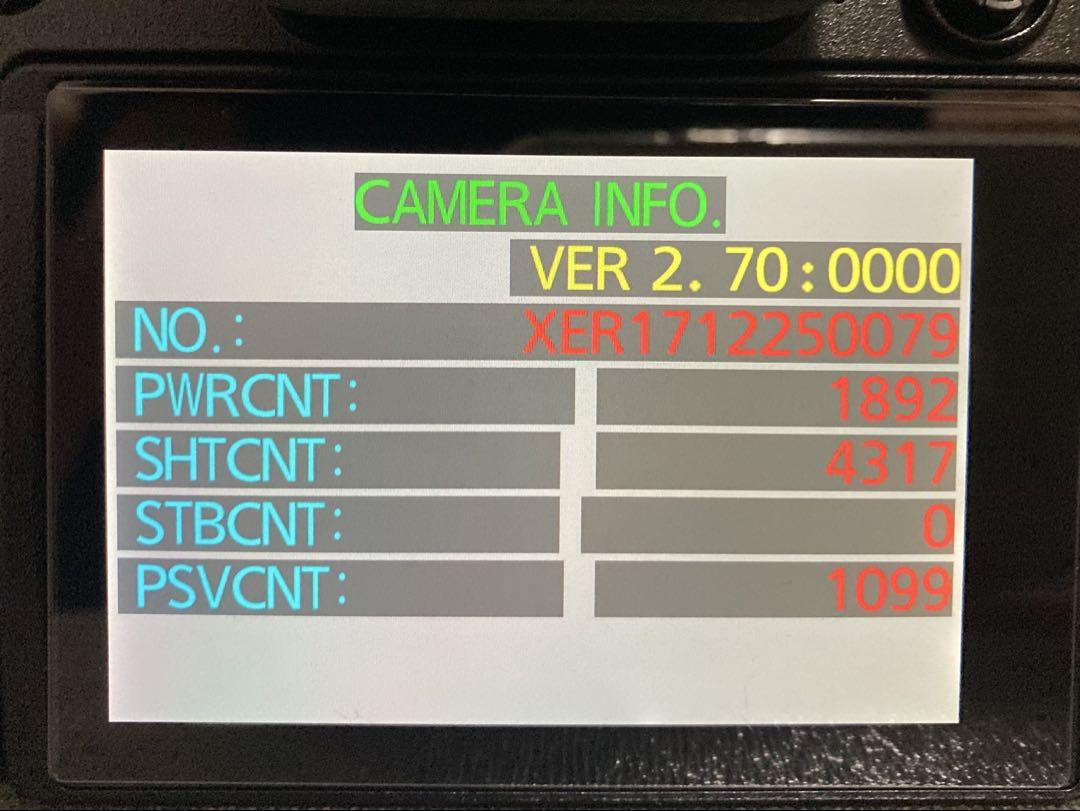 CAMERA INFO.
VER 2. 70:0000
NO.: XER1712250079
PWRCNT: 1892
SHTCNT: 4317
STBCNT: 0
PSVCNT: 1099